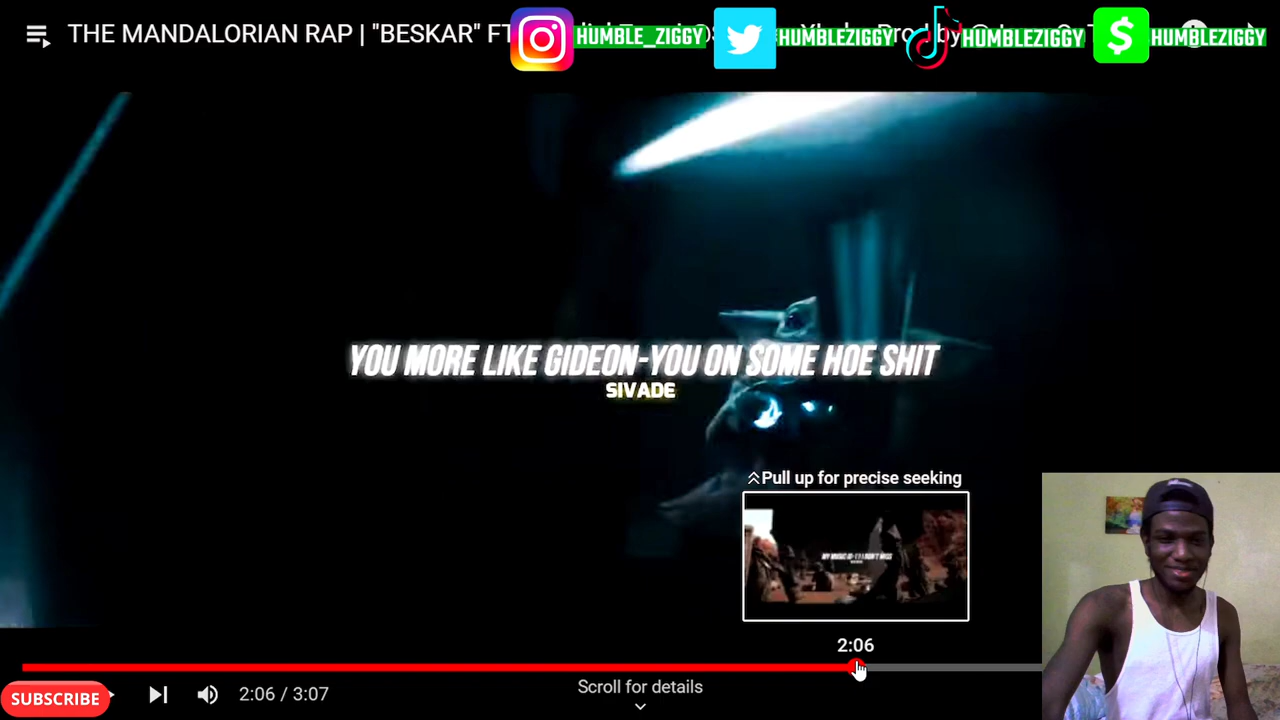 THE MANDALORIAN RAP | "BESKAR" FT
HUMBLE_ZIGGY
HUMBLEZIGGY
HUMBLEZIGGY
HUMBLEZIGGY
YOU MORE LIKE GIDEON-YOU ON SOME HOE SHIT
SIVADE
Pull up for precise seeking
2:06
2:06 / 3:07
Scroll for details
SUBSCRIBE